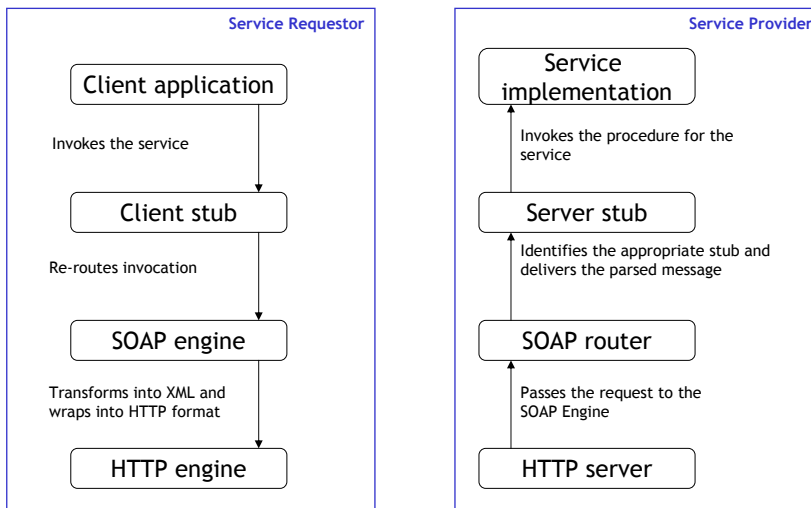 Service Requestor
Client application
Invokes the service
Client stub
Re-routes invocation
SOAP engine
Transforms into XML and
wraps into HTTP format
HTTP engine
Service Provider
Service
implementation
Invokes the procedure for the
service
Server stub
Identifies the appropriate stub and
delivers the parsed message
SOAP router
Passes the request to the
SOAP Engine
HTTP server